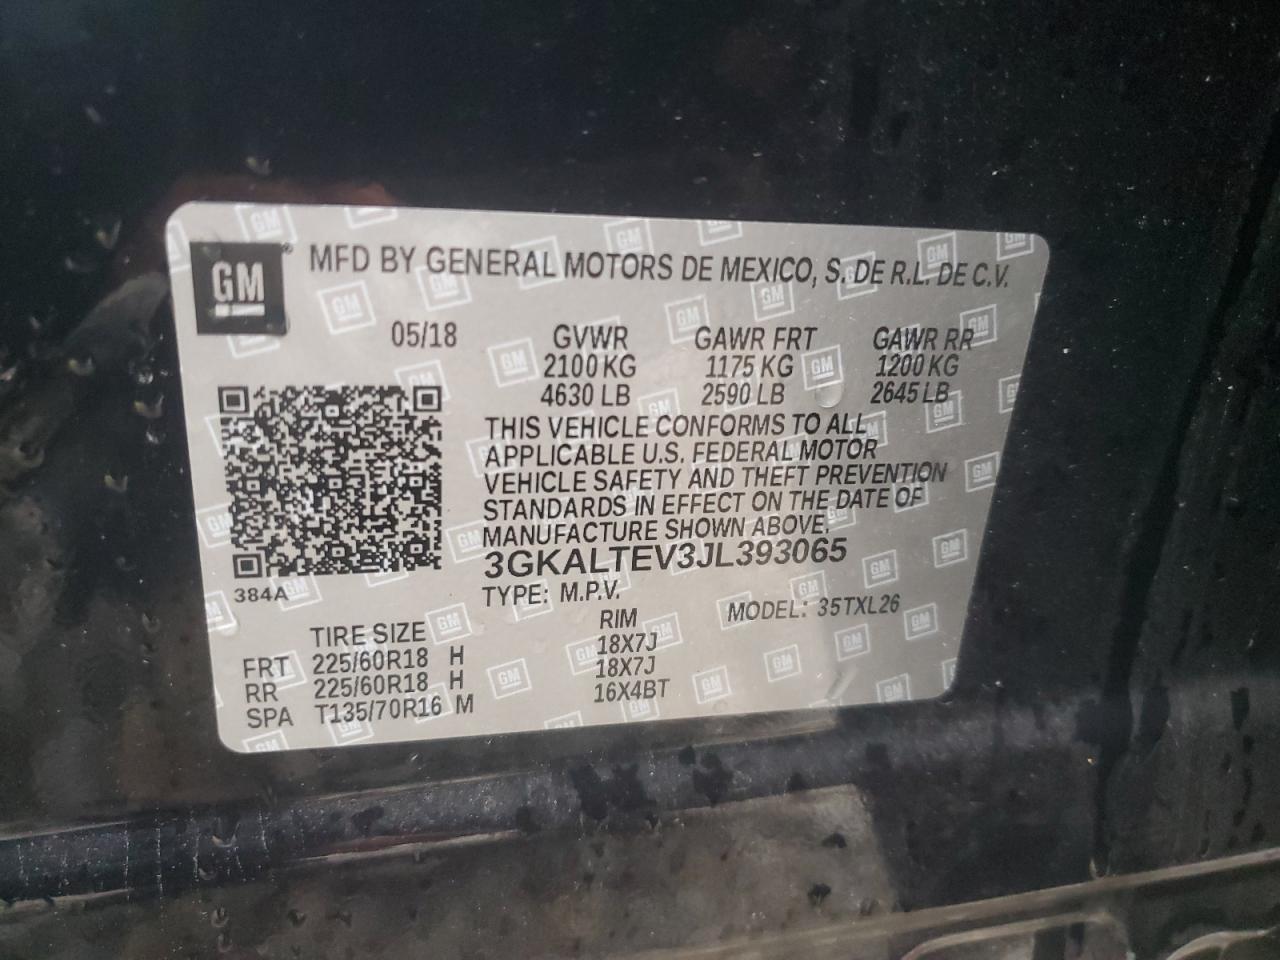 GM® MFD BY GENERAL MOTORS DE MEXICO, S. DE R.L. DE C.V.
05/18 GVWR GAWR FRT GAWR RR
2100 KG 1175 KG 1200 KG
4630 LB 2590 LB 2645 LB
THIS VEHICLE CONFORMS TO ALL
APPLICABLE U.S. FEDERAL MOTOR
VEHICLE SAFETY AND THEFT PREVENTION
STANDARDS IN EFFECT ON THE DATE OF
MANUFACTURE SHOWN ABOVE.
3GKALTEV3JL393065
384A TYPE: M.P.V. MODEL: 35TXL26
TIRE SIZE RIM
FRT 225/60R18 H 18X7J
RR 225/60R18 H 18X7J
SPA T135/70R16 M 16X4BT